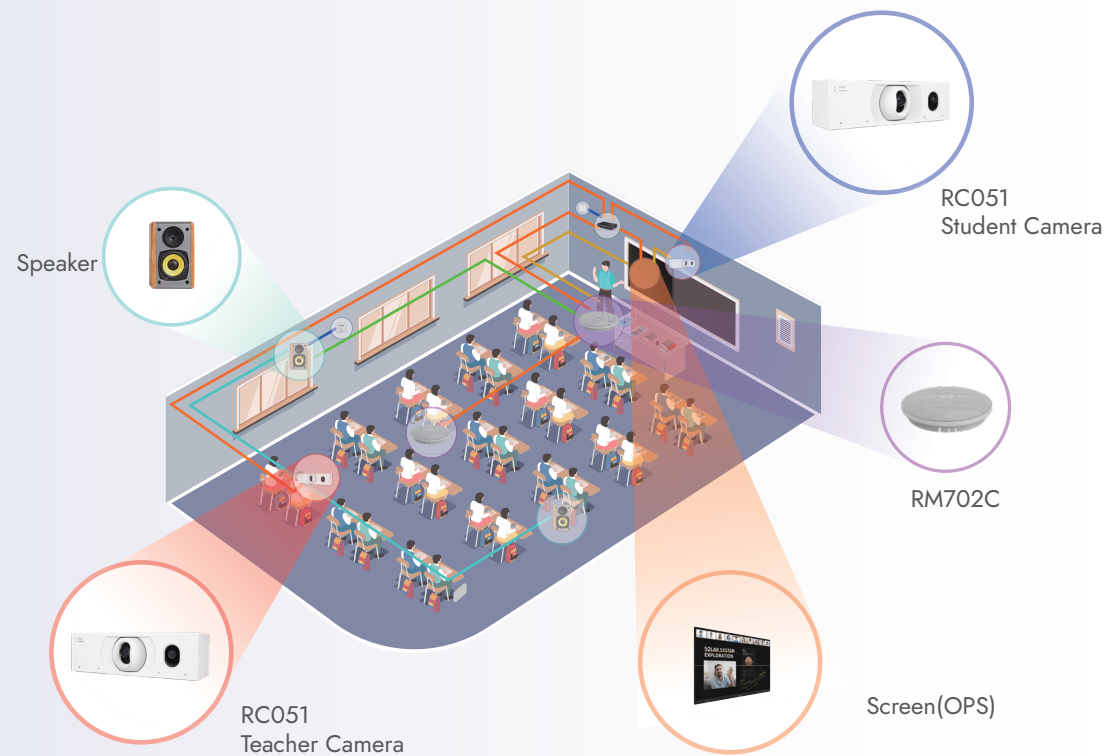 RC051
Student Camera
Speaker
RM702C
SOLAR SYSTEM
EXPLORATION
Screen(OPS)
RC051
Teacher Camera